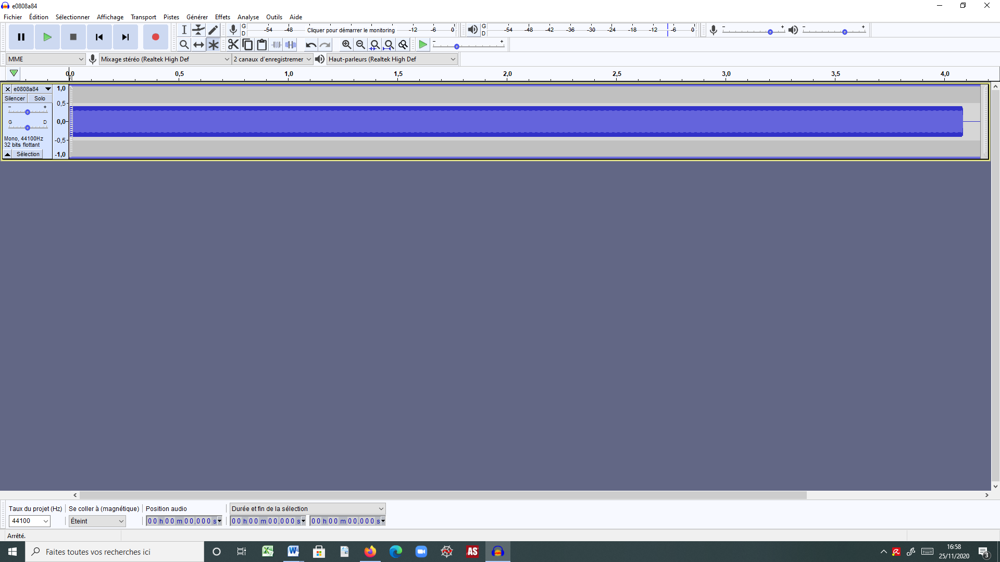 e0808a84
Fichier Édition Sélectionner Affichage Transport Pistes Générer Effets Analyse Outils Aide
G D -54 -48 Cliquer pour démarrer le monitoring -12 -6 0 G D -54 -48 -42 -36 -30 -24 -18 -12 -6 0 - + - +
- +
MME Mixage stéréo (Realtek High Def 2 canaux d'enregistremer Haut-parleurs (Realtek High Def
0,0 0,5 1,0 1,5 2,0 2,5 3,0 3,5 4,0
e0808a84 1,0
Silencer Solo 0,5
- +
G D 0,0
Mono, 44100Hz -0,5
32 bits flottant
Sélection -1,0
Taux du projet (Hz) Se coller à (magnétique) Position audio Durée et fin de la sélection
44100 Éteint 00 h 00 m 00.000 s 00 h 00 m 00.000 s 00 h 00 m 00.000 s
Arrêté.
Faites toutes vos recherches ici X W AS 16:58
25/11/2020 3